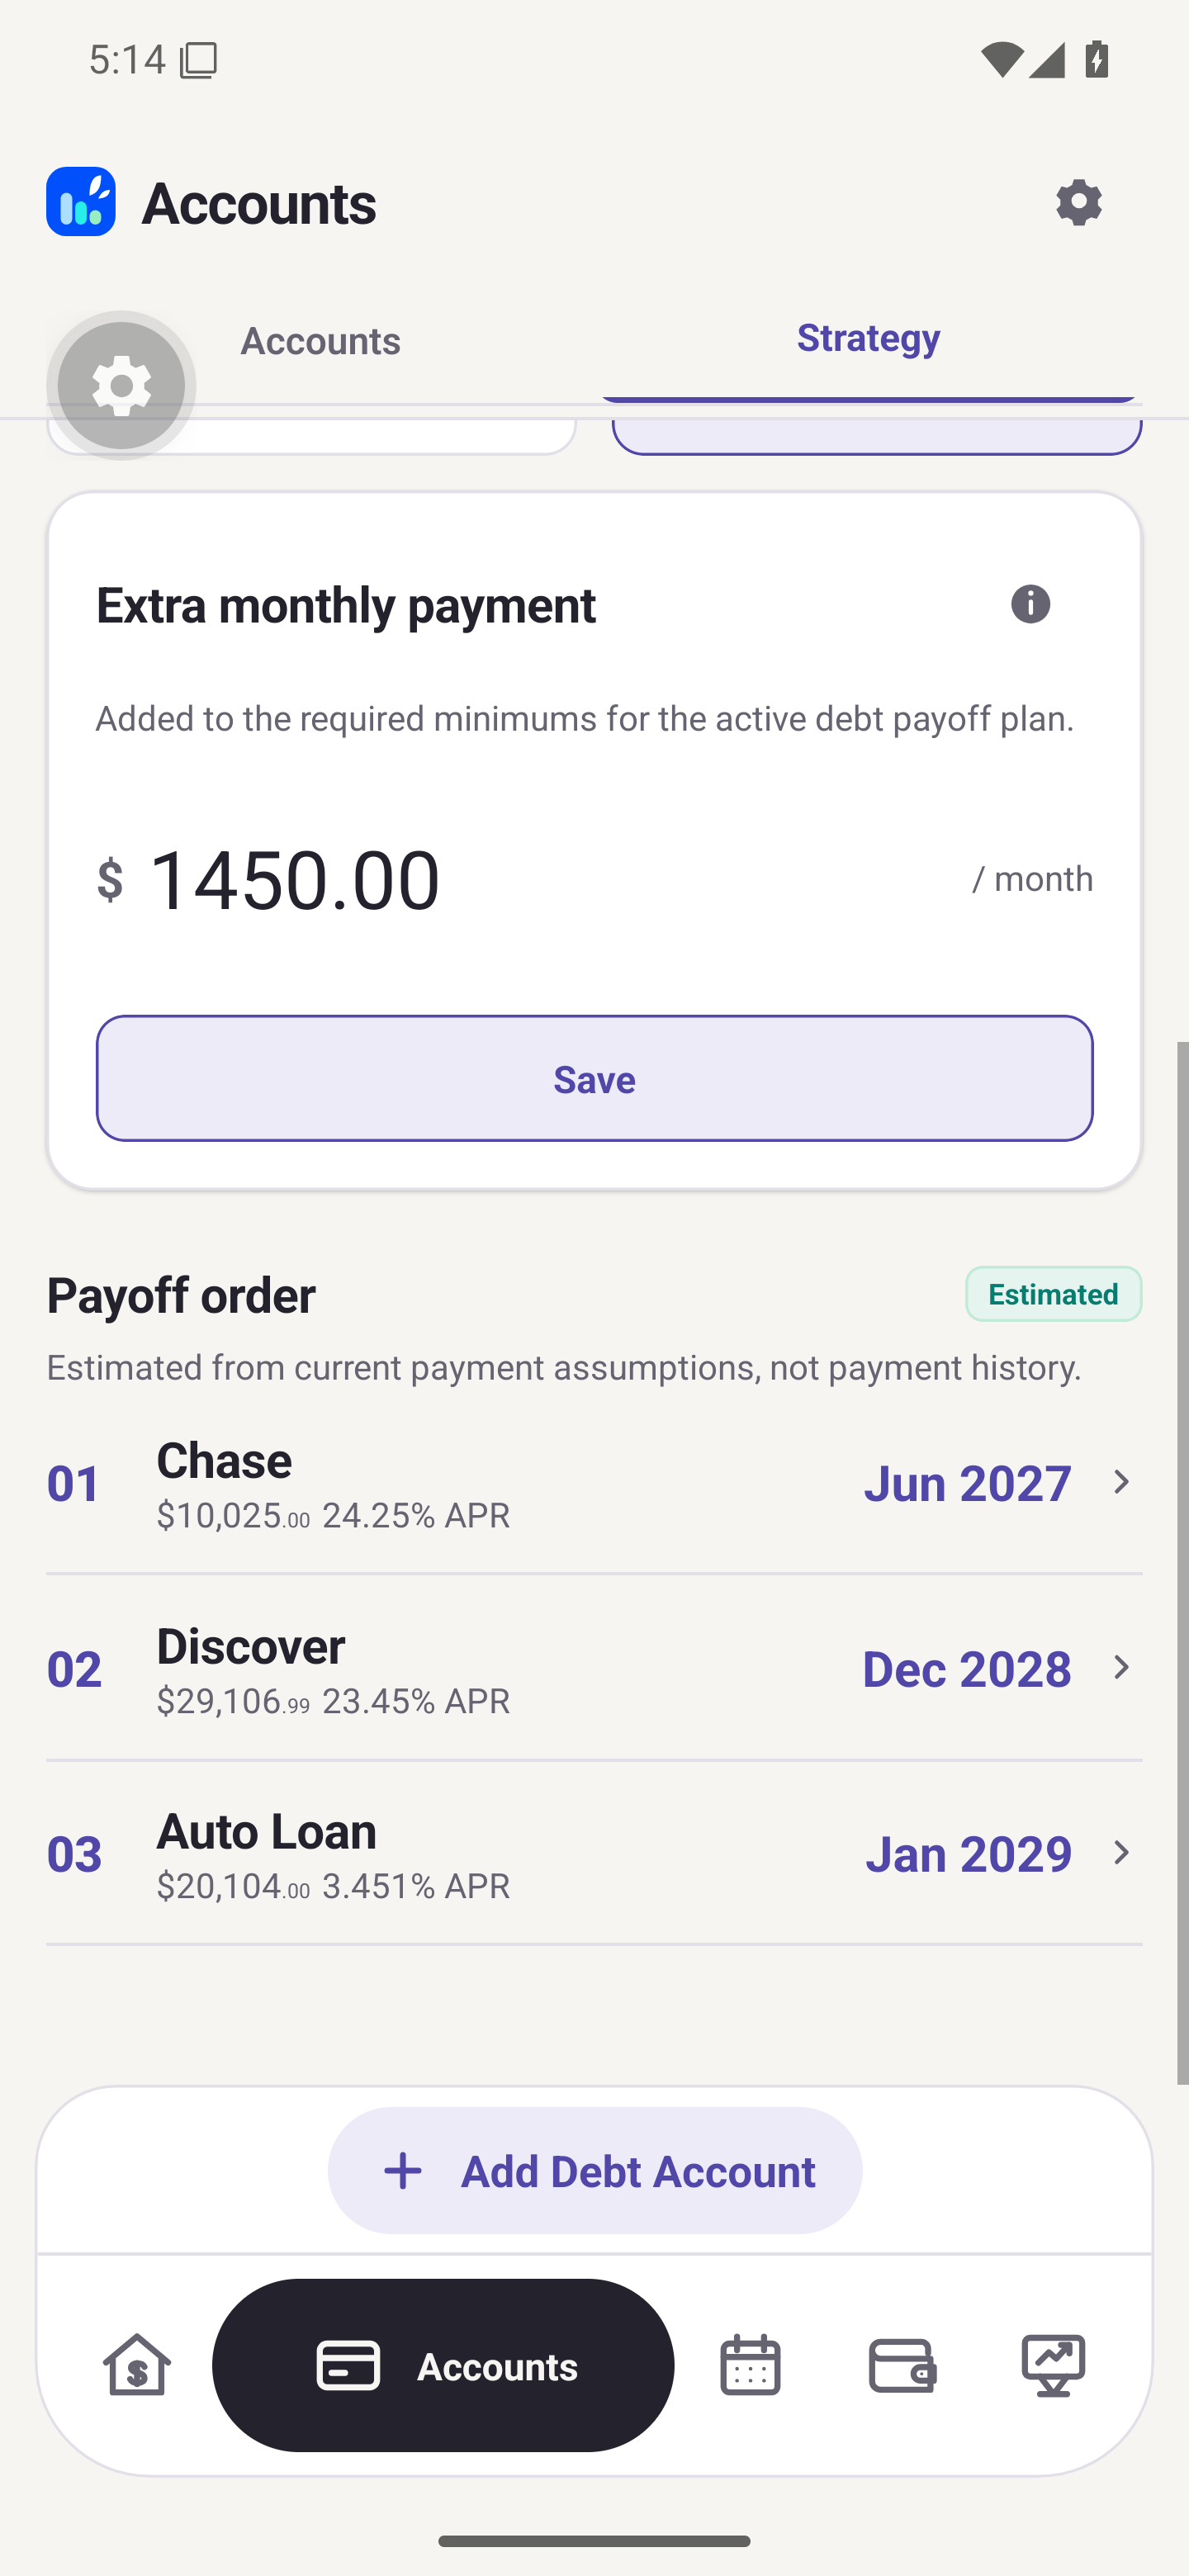 5:14
Accounts
Accounts
Strategy
Extra monthly payment
Added to the required minimums for the active debt payoff plan.
$ 1450.00 / month
Save
Payoff order
Estimated
Estimated from current payment assumptions, not payment history.
01 Chase Jun 2027
$10,025.00 24.25% APR
02 Discover Dec 2028
$29,106.99 23.45% APR
03 Auto Loan Jan 2029
$20,104.00 3.451% APR
+ Add Debt Account
Accounts